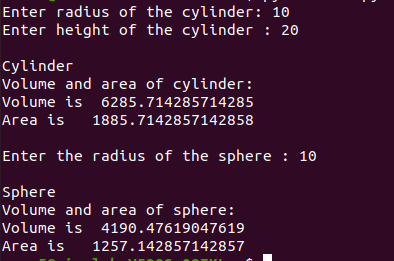 Enter radius of the cylinder: 10
Enter height of the cylinder : 20
Cylinder
Volume and area of cylinder:
Volume is  6285.714285714285
Area is   1885.7142857142858
Enter the radius of the sphere : 10
Sphere
Volume and area of sphere:
Volume is  4190.47619047619
Area is   1257.142857142857